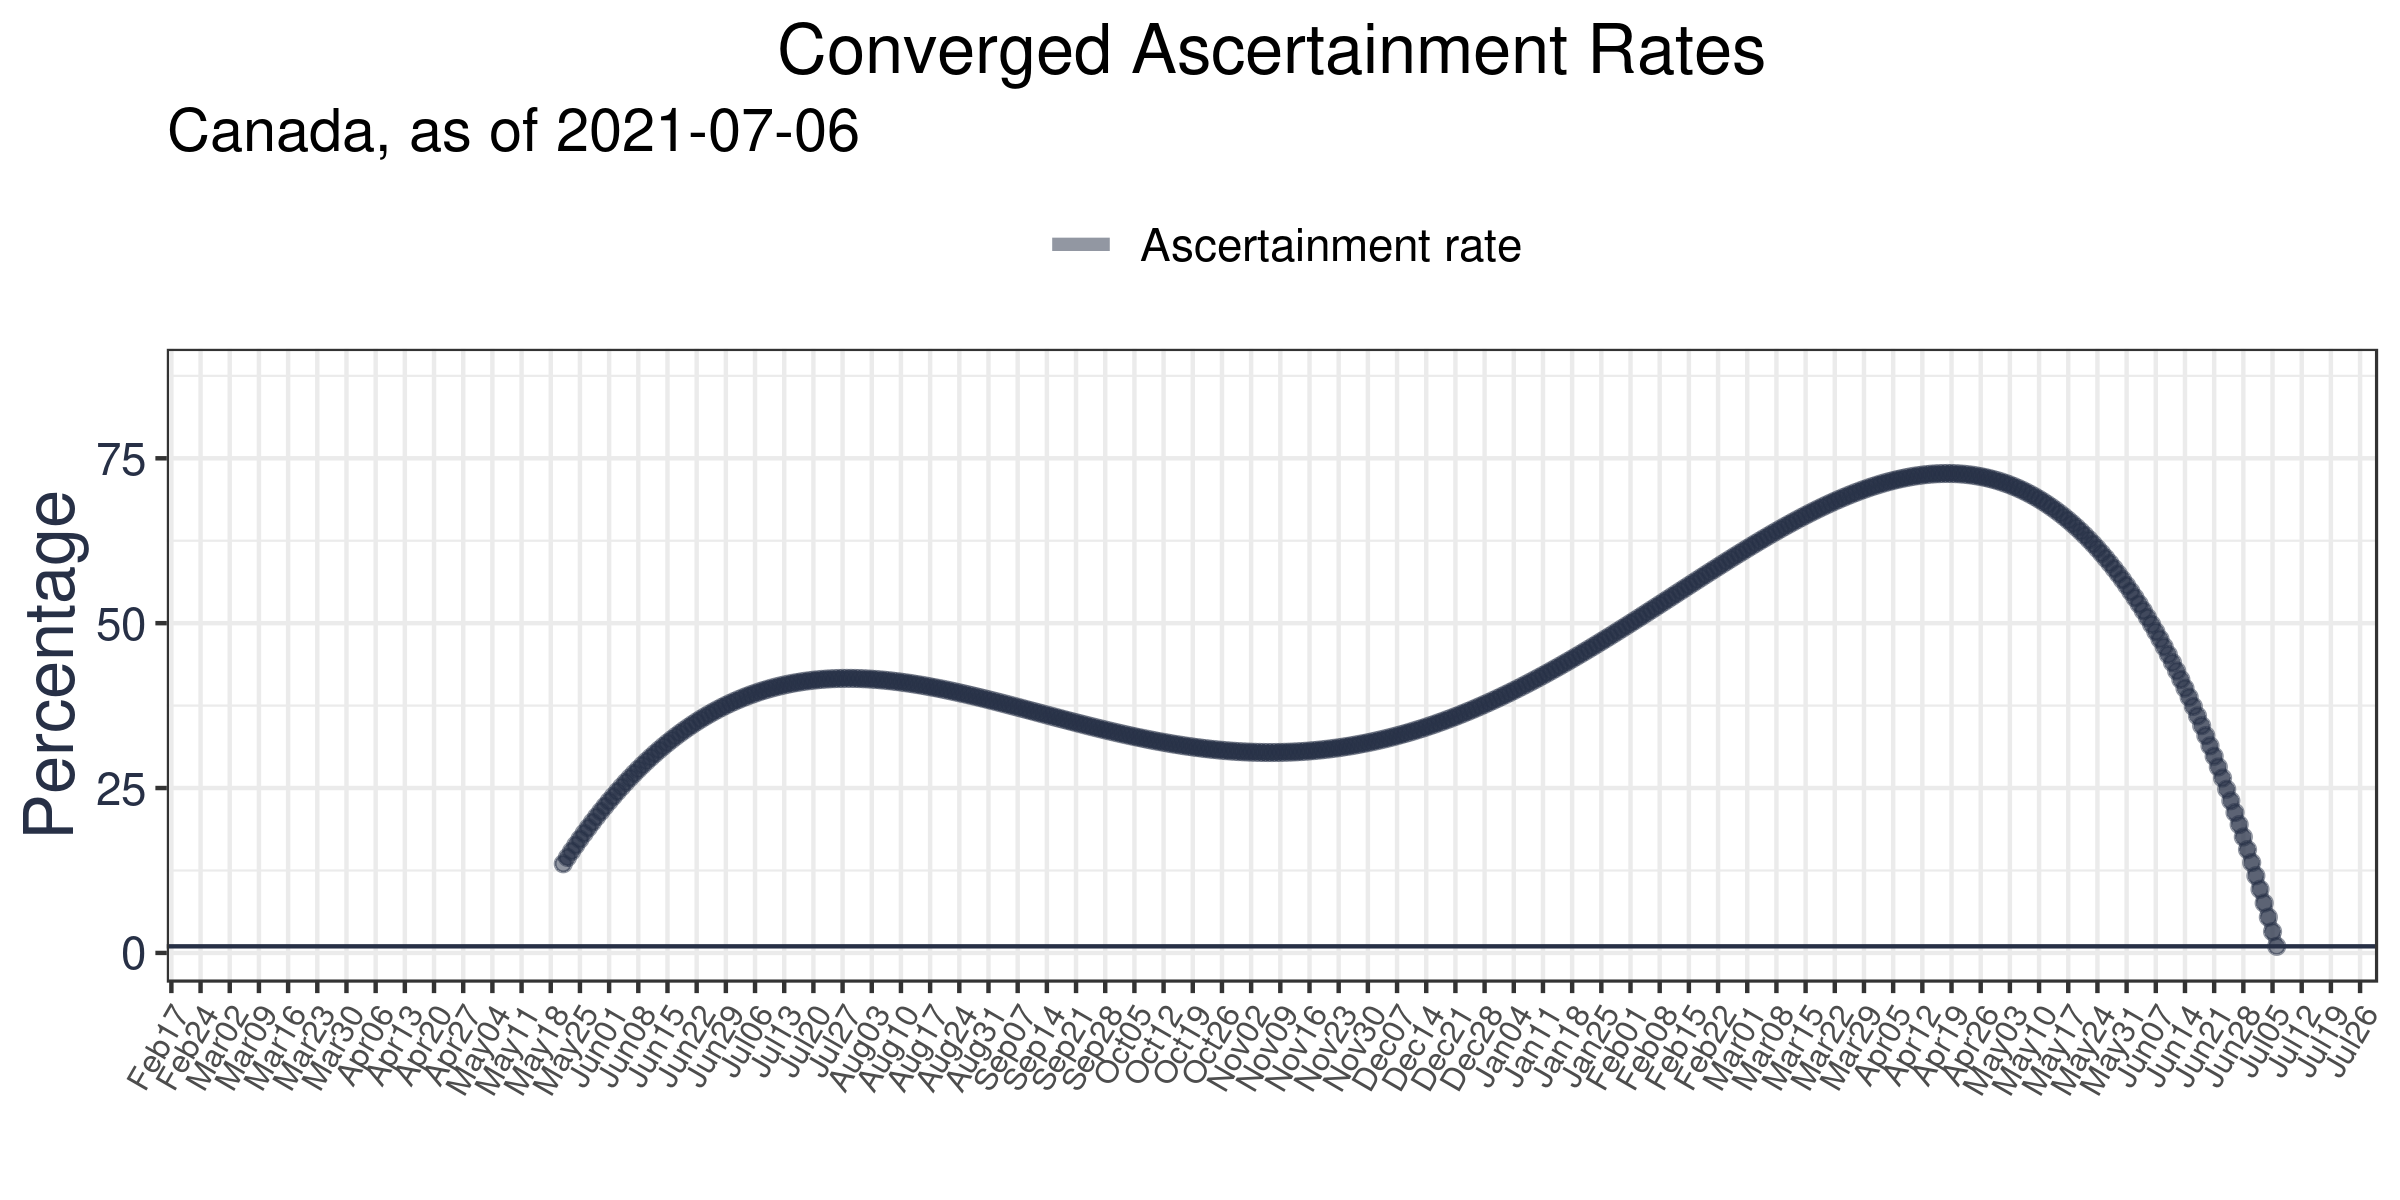 Converged Ascertainment Rates
Canada, as of 2021-07-06
Ascertainment rate
Percentage
75
50
25
0
Feb17 Feb24 Mar02 Mar09 Mar16 Mar23 Mar30 Apr06 Apr13 Apr20 Apr27 May04 May11 May18 May25 Jun01 Jun08 Jun15 Jun22 Jun29 Jul06 Jul13 Jul20 Jul27 Aug03 Aug10 Aug17 Aug24 Aug31 Sep07 Sep14 Sep21 Sep28 Oct05 Oct12 Oct19 Oct26 Nov02 Nov09 Nov16 Nov23 Nov30 Dec07 Dec14 Dec21 Dec28 Jan04 Jan11 Jan18 Jan25 Feb01 Feb08 Feb15 Feb22 Mar01 Mar08 Mar15 Mar22 Mar29 Apr05 Apr12 Apr19 Apr26 May03 May10 May17 May24 May31 Jun07 Jun14 Jun21 Jun28 Jul05 Jul12 Jul19 Jul26